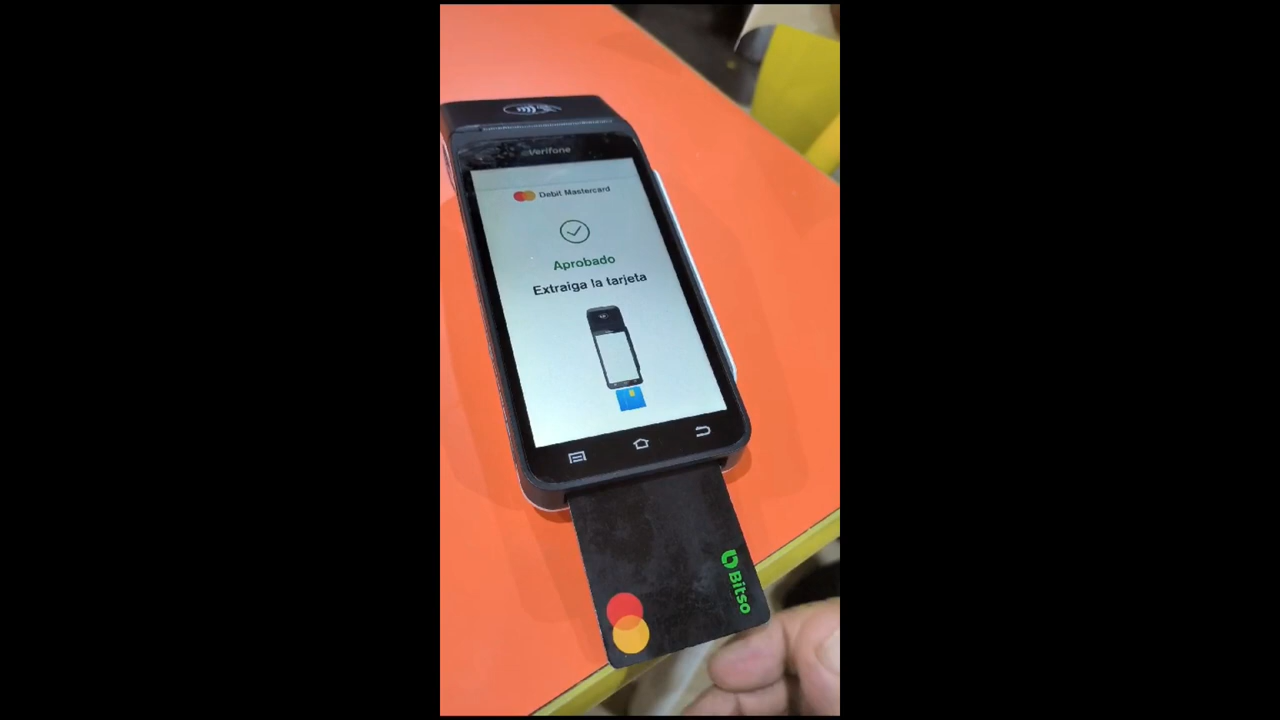 Verifone
Debit Mastercard
Aprobado
Extraiga la tarjeta
Bitso